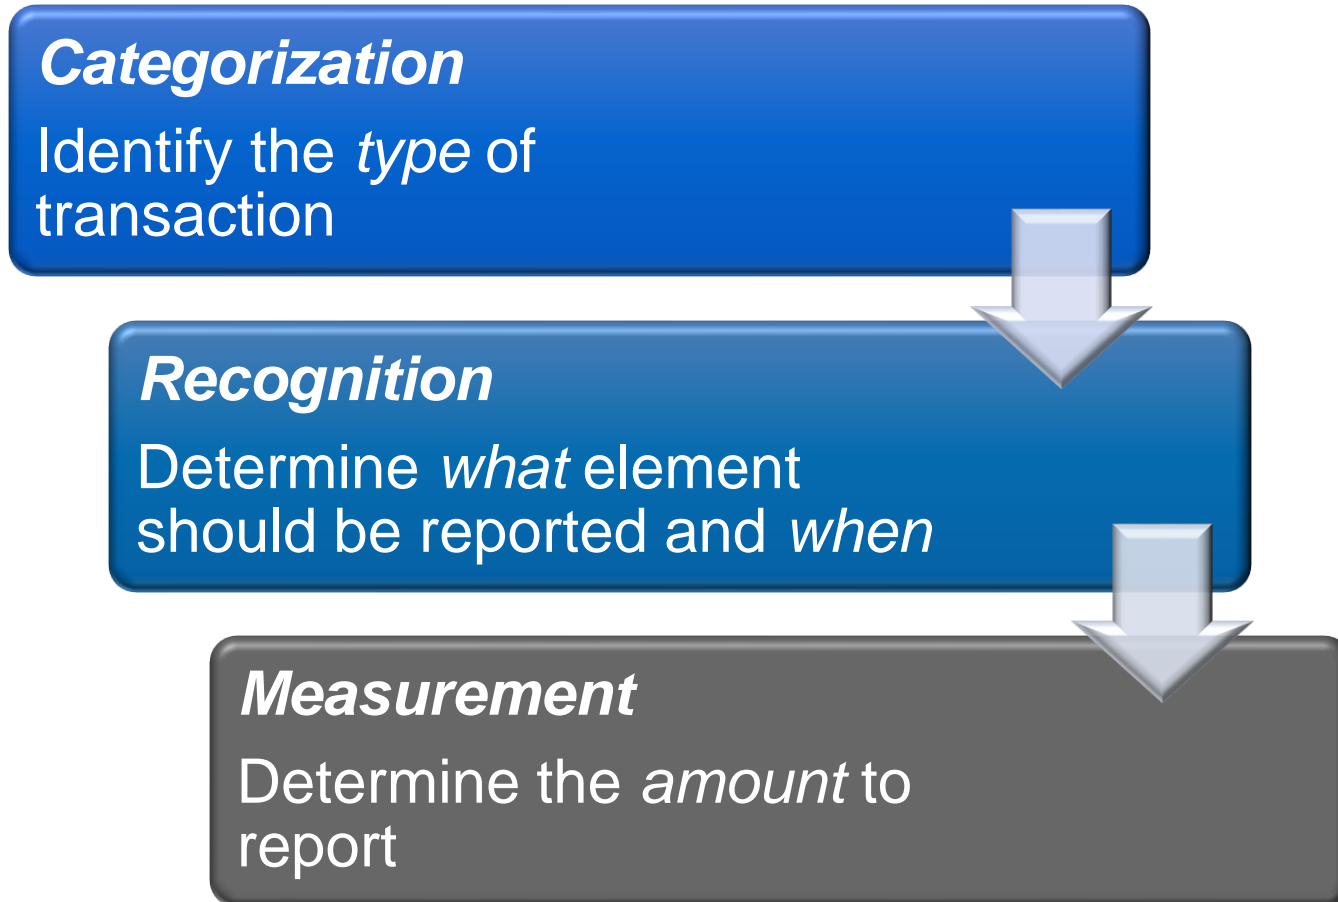 Categorization
Identify the type of
transaction
Recognition
Determine what element
should be reported and when
Measurement
Determine the amount to
report